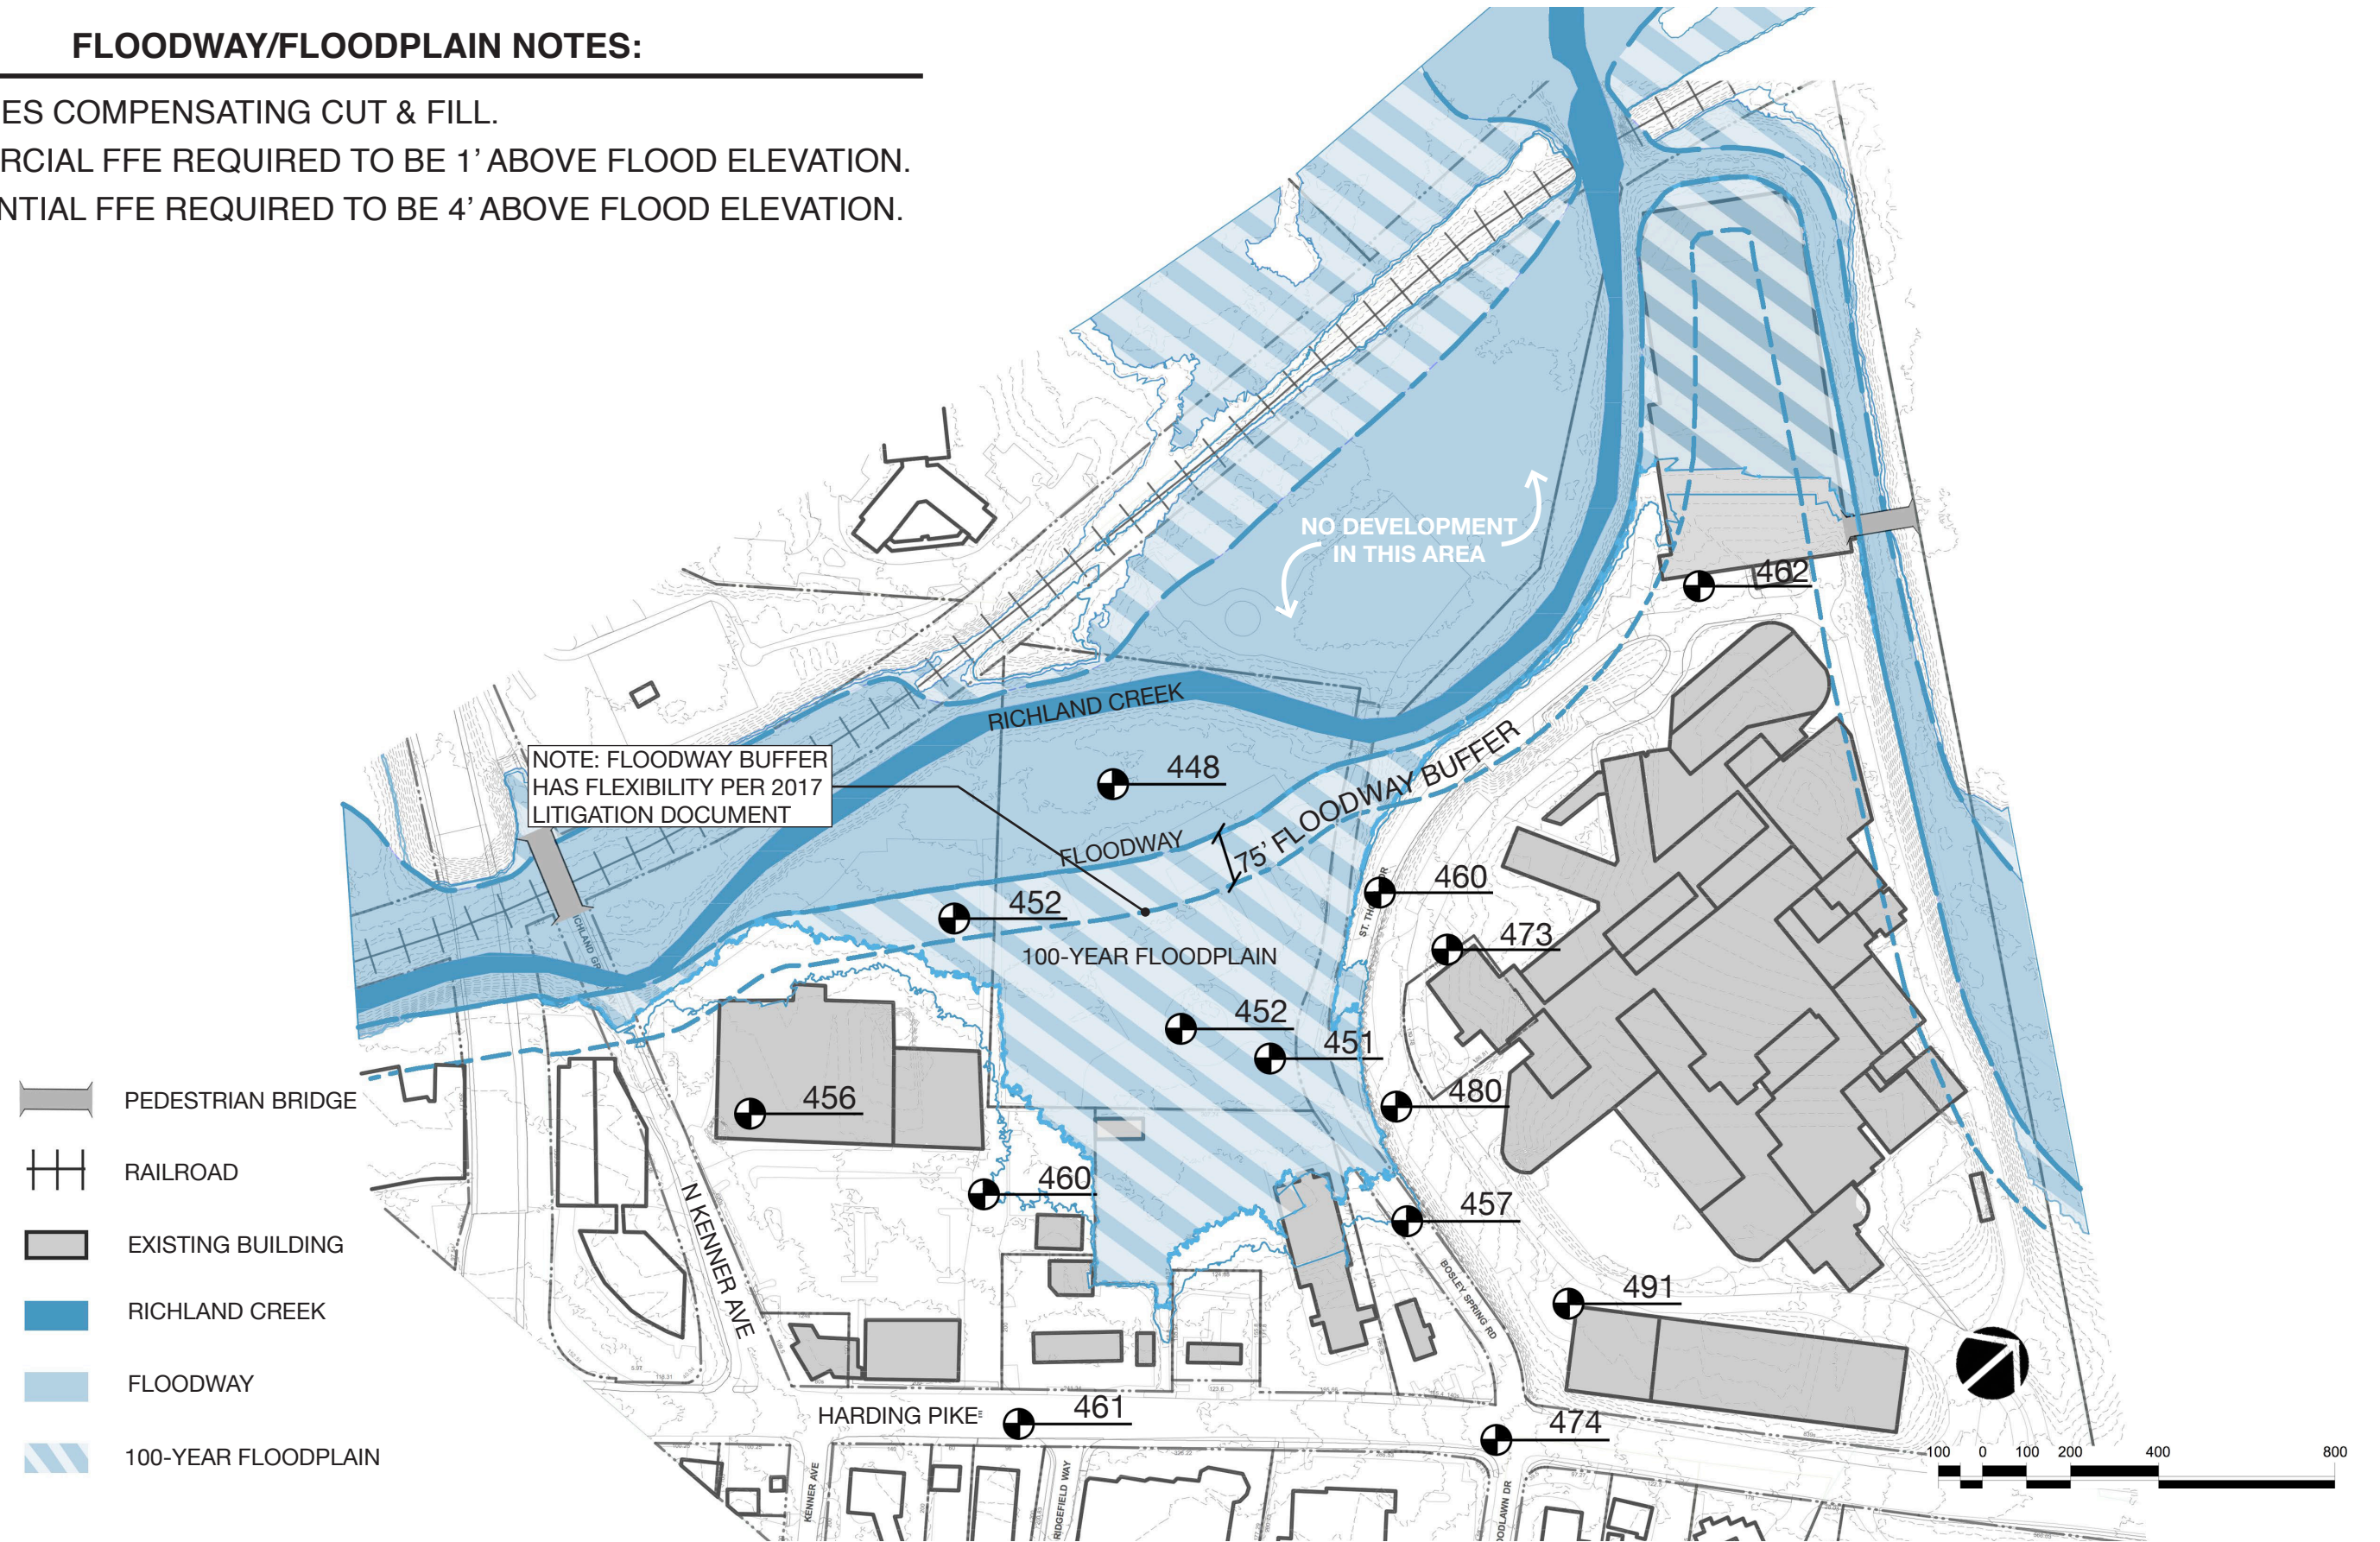 FLOODWAY/FLOODPLAIN NOTES:
ES COMPENSATING CUT & FILL.
RCIAL FFE REQUIRED TO BE 1' ABOVE FLOOD ELEVATION.
NTIAL FFE REQUIRED TO BE 4' ABOVE FLOOD ELEVATION.
NO DEVELOPMENT
IN THIS AREA
462
RICHLAND CREEK
NOTE: FLOODWAY BUFFER
HAS FLEXIBILITY PER 2017
LITIGATION DOCUMENT
448
75' FLOODWAY BUFFER
FLOODWAY
460
452
473
100-YEAR FLOODPLAIN
452
451
480
456
460
457
491
N KENNER AVE
BOSLEY SPRING RD
HARDING PIKE
461
474
KENNER AVE
RIDGEFIELD WAY
ODLAWN DR
PEDESTRIAN BRIDGE
RAILROAD
EXISTING BUILDING
RICHLAND CREEK
FLOODWAY
100-YEAR FLOODPLAIN
100 0 100 200 400 800